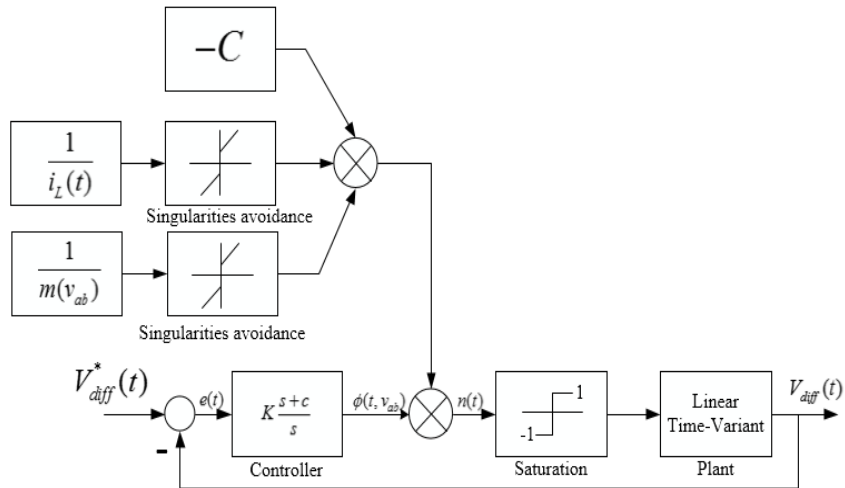 −C
1
i_L(t)
Singularities avoidance
1
m(v_ab)
Singularities avoidance
V*_diff(t)
e(t)
K s+c
s
ϕ(t, v_ab)
n(t)
1
-1
Linear
Time-Variant
V_diff(t)
-
Controller
Saturation
Plant